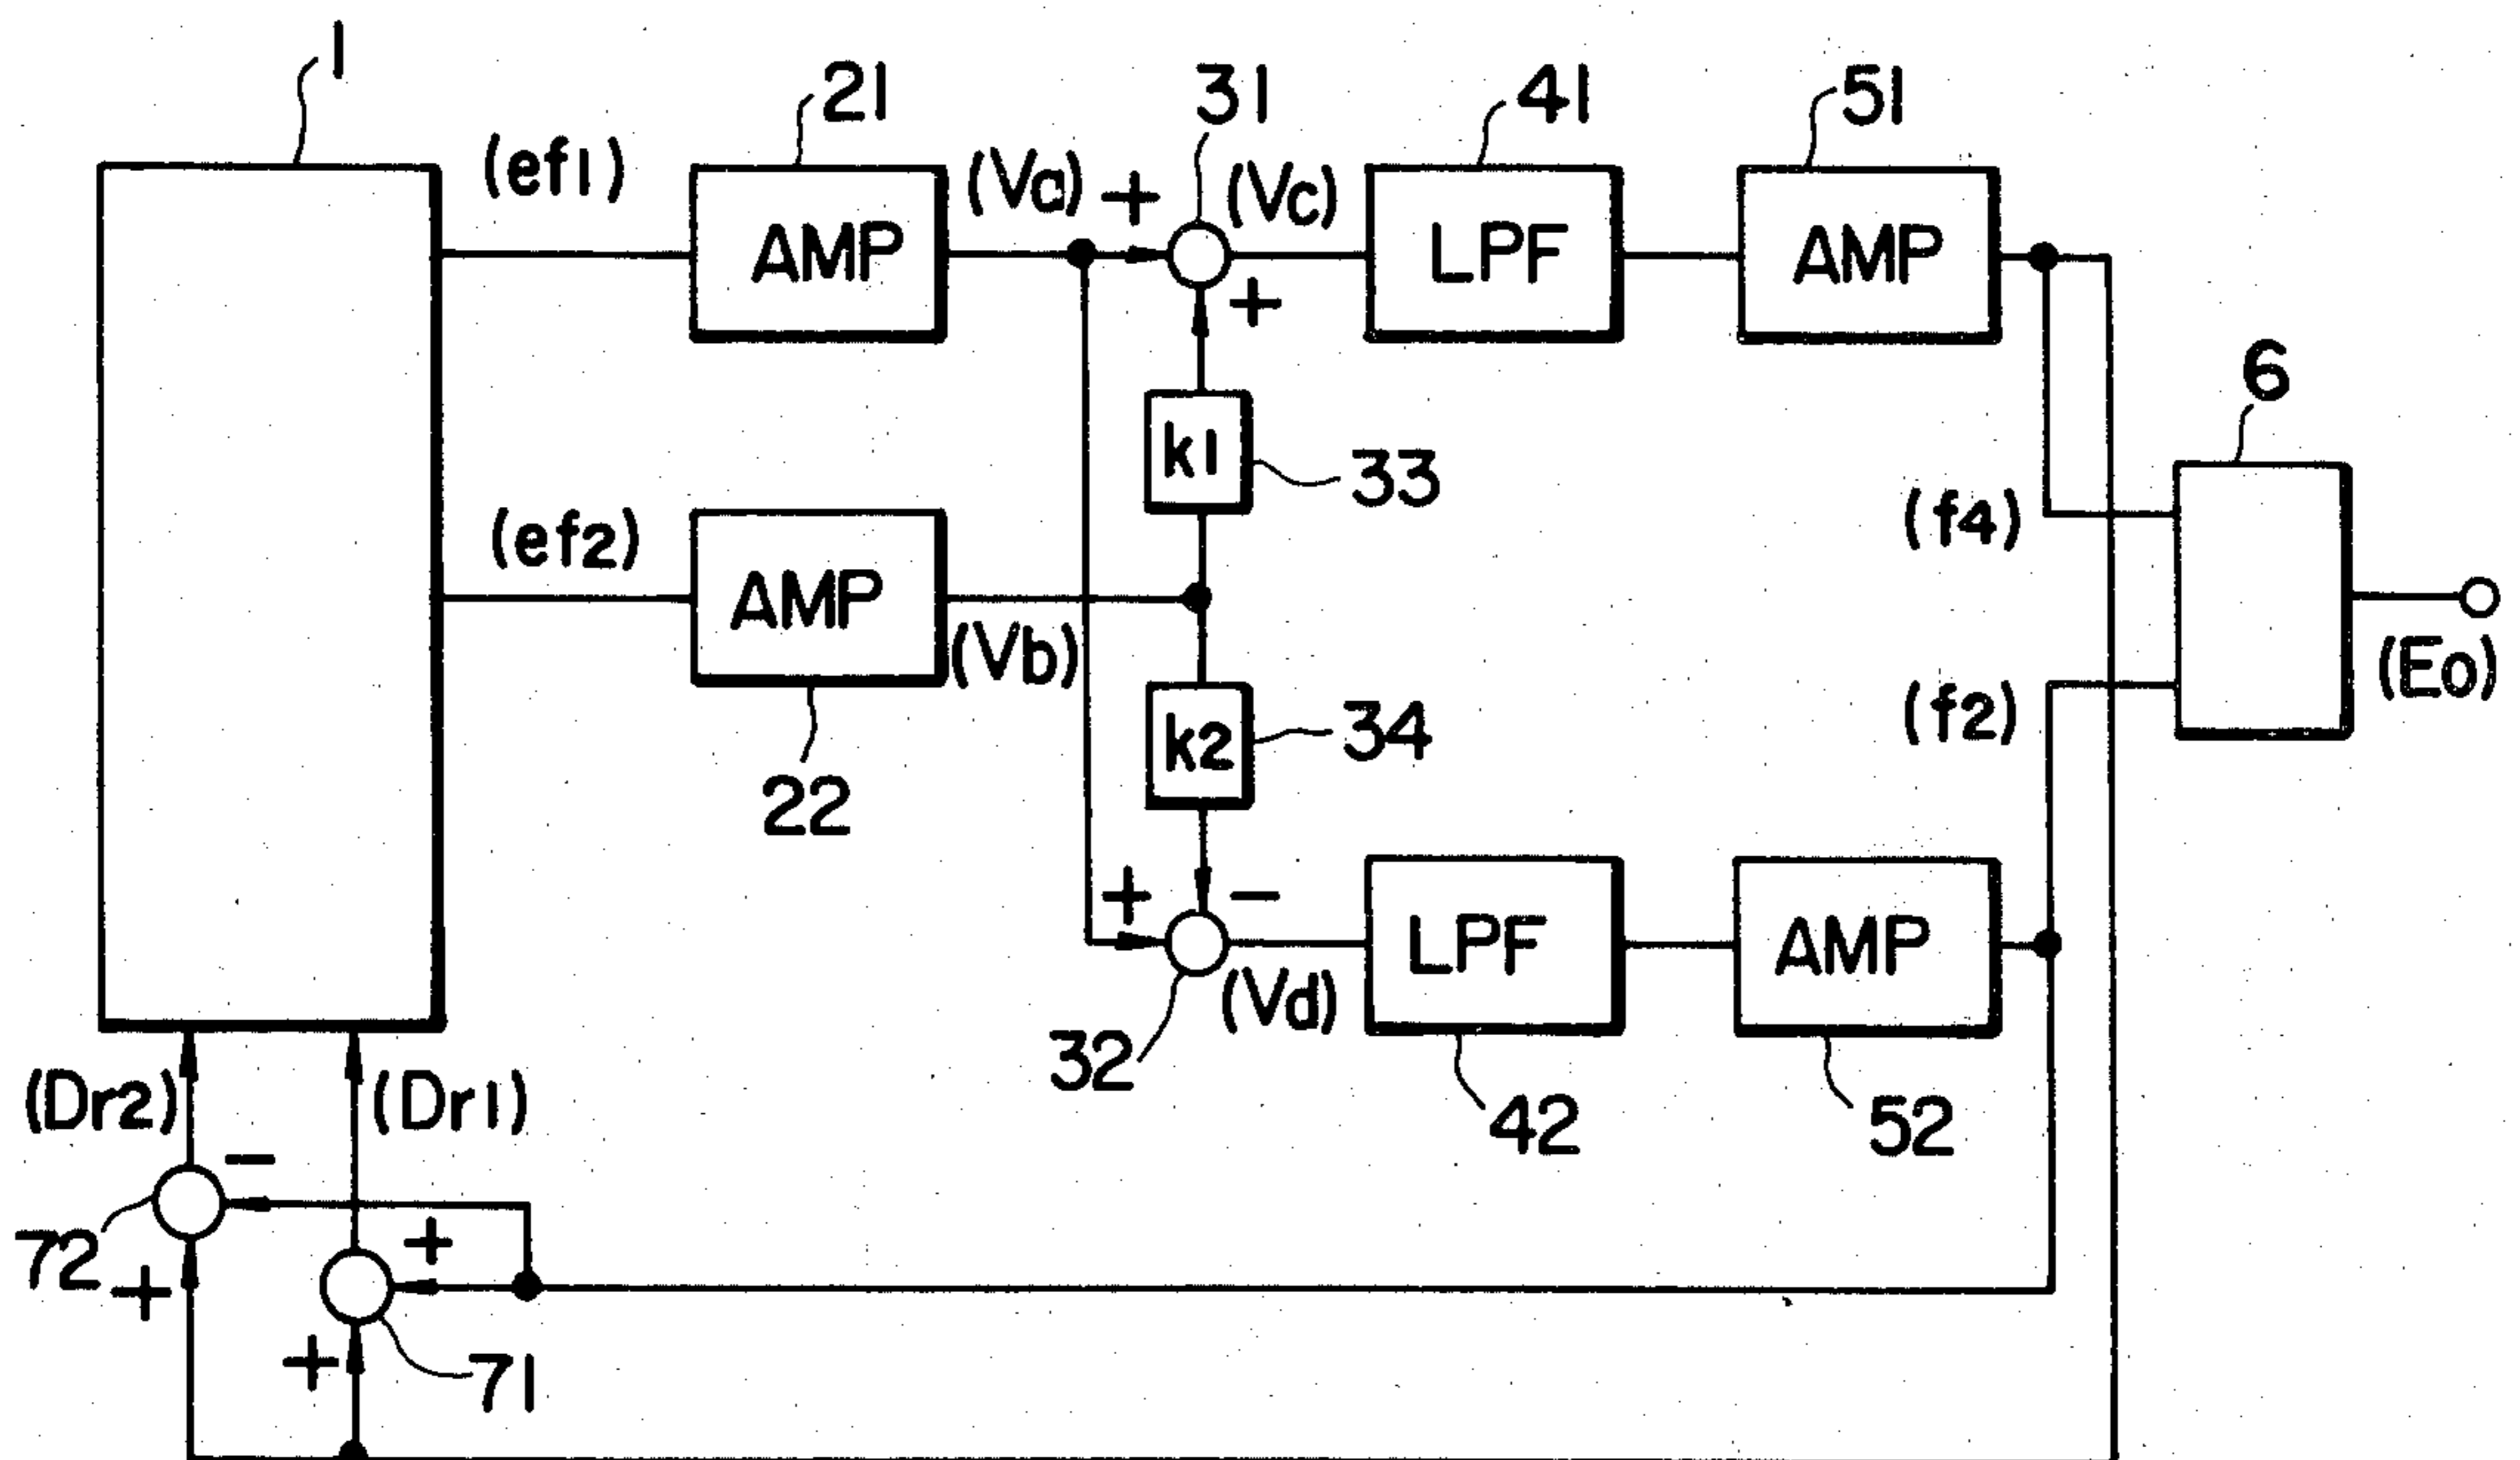 1
21
31
41
51
(ef1)
(Va)
+
(Vc)
AMP
LPF
AMP
+
6
k1
33
(ef2)
(f4)
AMP
(Vb)
(Eo)
k2
34
(f2)
22
+
−
LPF
AMP
(Vd)
32
(Dr2)
(Dr1)
42
52
−
72
+
+
+
71